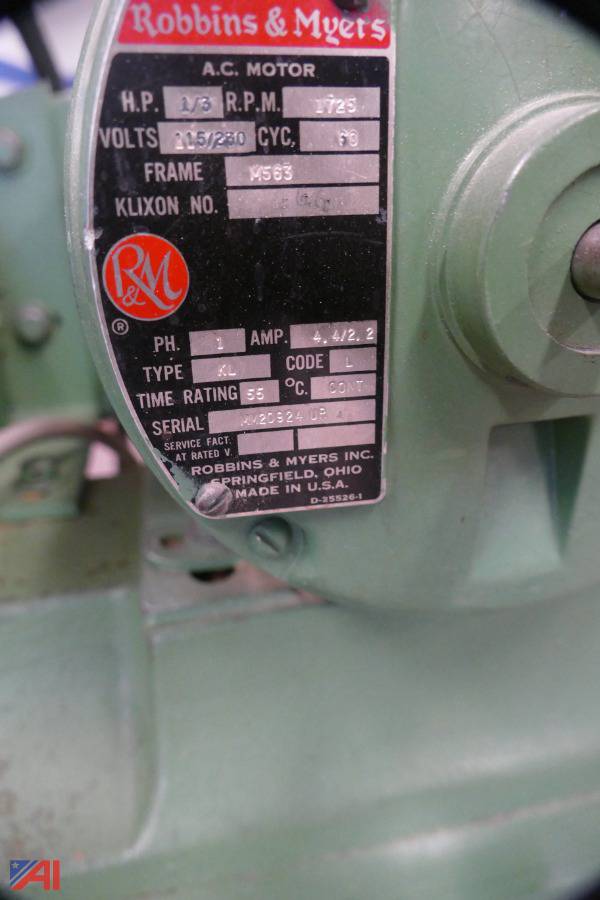 Robbins & Myers
A.C. MOTOR
H.P. 1/3 R.P.M. 1725
VOLTS 115/230 CYC, 60
FRAME M563
KLIXON NO.
R&M
®
PH. 1 AMP. 4.4/2.2
TYPE KL CODE L
TIME RATING 55 °C. CONT
SERIAL UP
SERVICE FACT.
AT RATED V.
ROBBINS & MYERS INC.
SPRINGFIELD, OHIO
MADE IN U.S.A.
D-25526-1
AI